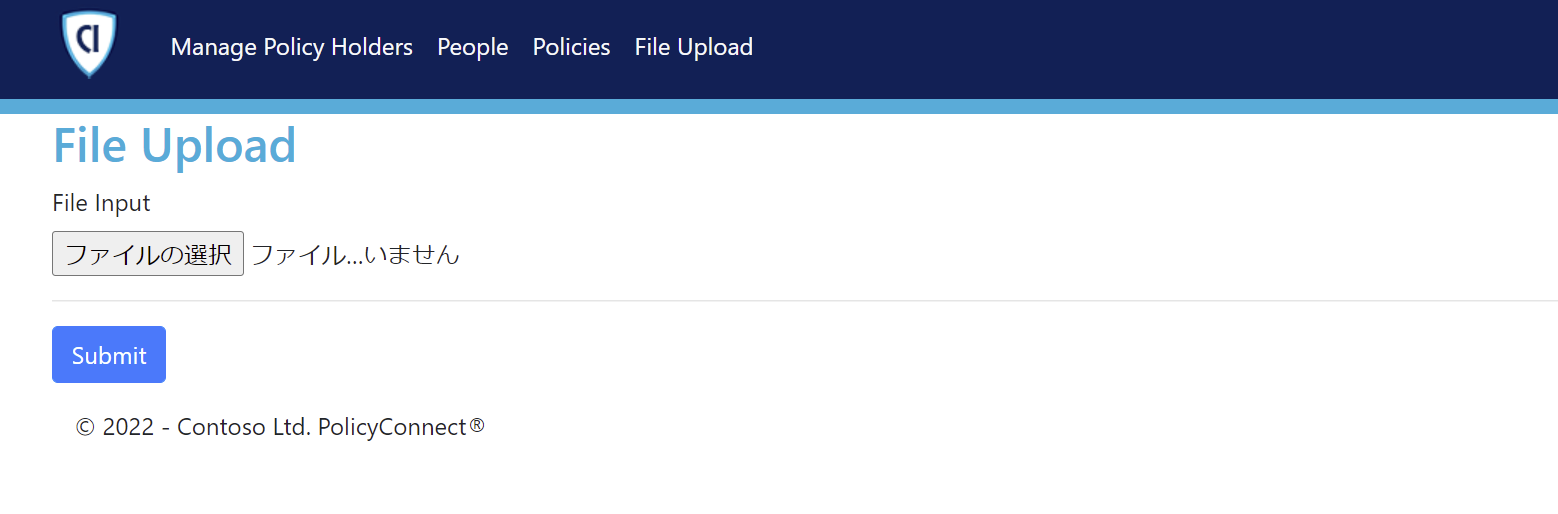 CI Manage Policy Holders People Policies File Upload
File Upload
File Input
ファイルの選択 ファイル...いません
Submit
© 2022 - Contoso Ltd. PolicyConnect®